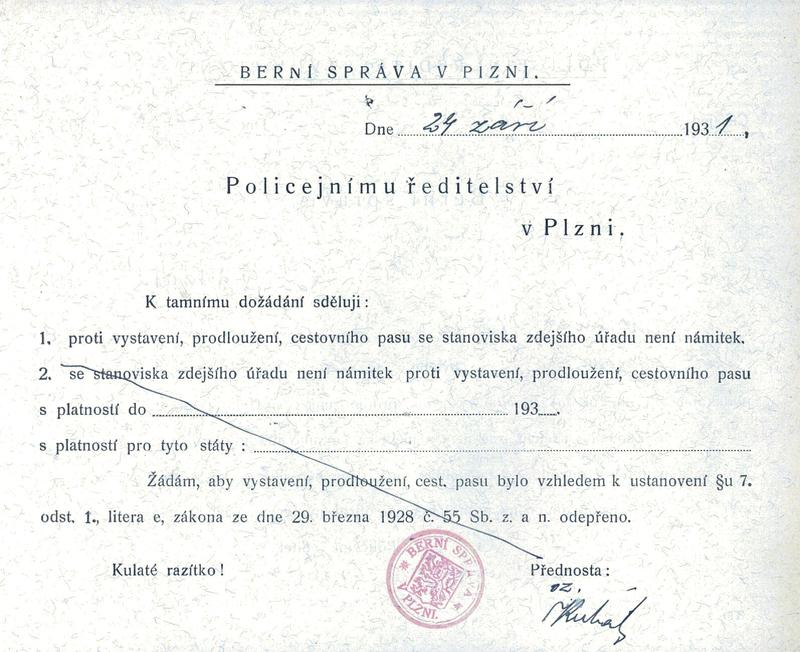 BERNÍ SPRÁVA V PLZNI.
Dne 24 září 1931,
Policejnímu ředitelství
v Plzni.
K tamnímu dožádání sděluji:
1. proti vystavení, prodloužení, cestovního pasu se stanoviska zdejšího úřadu není námitek.
2. se stanoviska zdejšího úřadu není námitek proti vystavení, prodloužení, cestovního pasu
s platností do 193 .
s platností pro tyto státy :
Žádám, aby vystavení, prodloužení, cest. pasu bylo vzhledem k ustanovení §u 7.
odst. 1., litera e, zákona ze dne 29. března 1928 č. 55 Sb. z. a n. odepřeno.
BERNÍ SPRÁVA
V PLZNI.
Kulaté razítko!
Přednosta: